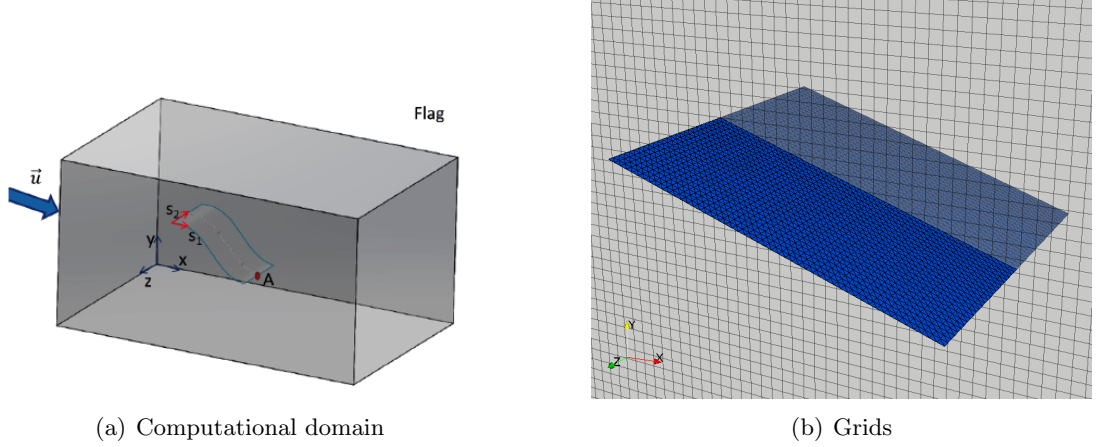 Flag
u
s₂
s₁
y
x
z
A
Y
X
Z
(a) Computational domain
(b) Grids